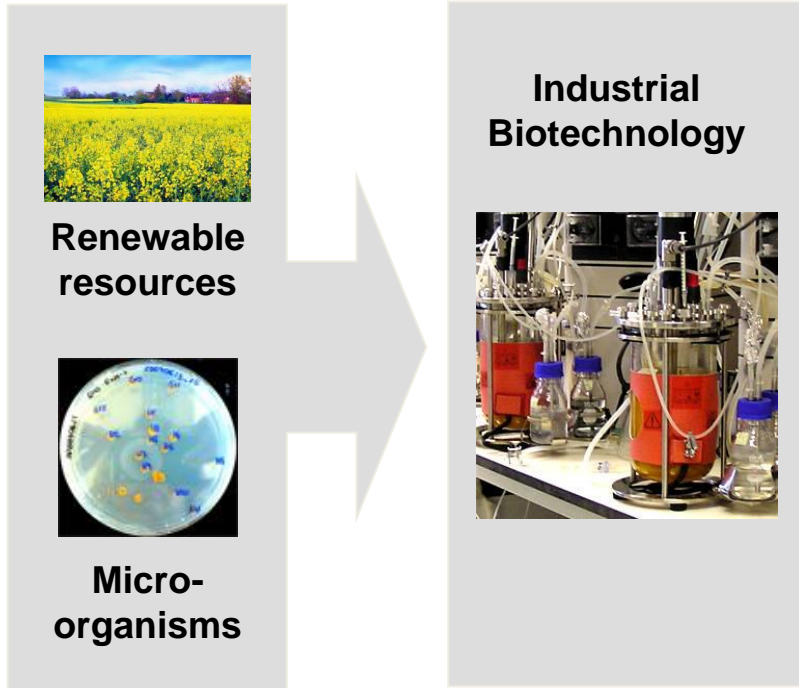 Renewable
resources
Micro-
organisms
Industrial
Biotechnology